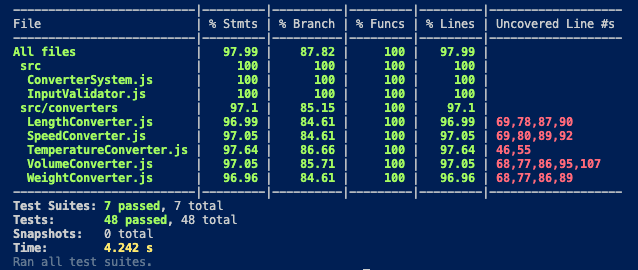 File | % Stmts | % Branch | % Funcs | % Lines | Uncovered Line #s
All files | 97.99 | 87.82 | 100 | 97.99 |
src | 100 | 100 | 100 | 100 |
ConverterSystem.js | 100 | 100 | 100 | 100 |
InputValidator.js | 100 | 100 | 100 | 100 |
src/converters | 97.1 | 85.15 | 100 | 97.1 |
LengthConverter.js | 96.99 | 84.61 | 100 | 96.99 | 69,78,87,90
SpeedConverter.js | 97.05 | 84.61 | 100 | 97.05 | 69,80,89,92
TemperatureConverter.js | 97.64 | 86.66 | 100 | 97.64 | 46,55
VolumeConverter.js | 97.05 | 85.71 | 100 | 97.05 | 68,77,86,95,107
WeightConverter.js | 96.96 | 84.61 | 100 | 96.96 | 68,77,86,89
Test Suites: 7 passed, 7 total
Tests: 48 passed, 48 total
Snapshots: 0 total
Time: 4.242 s
Ran all test suites.